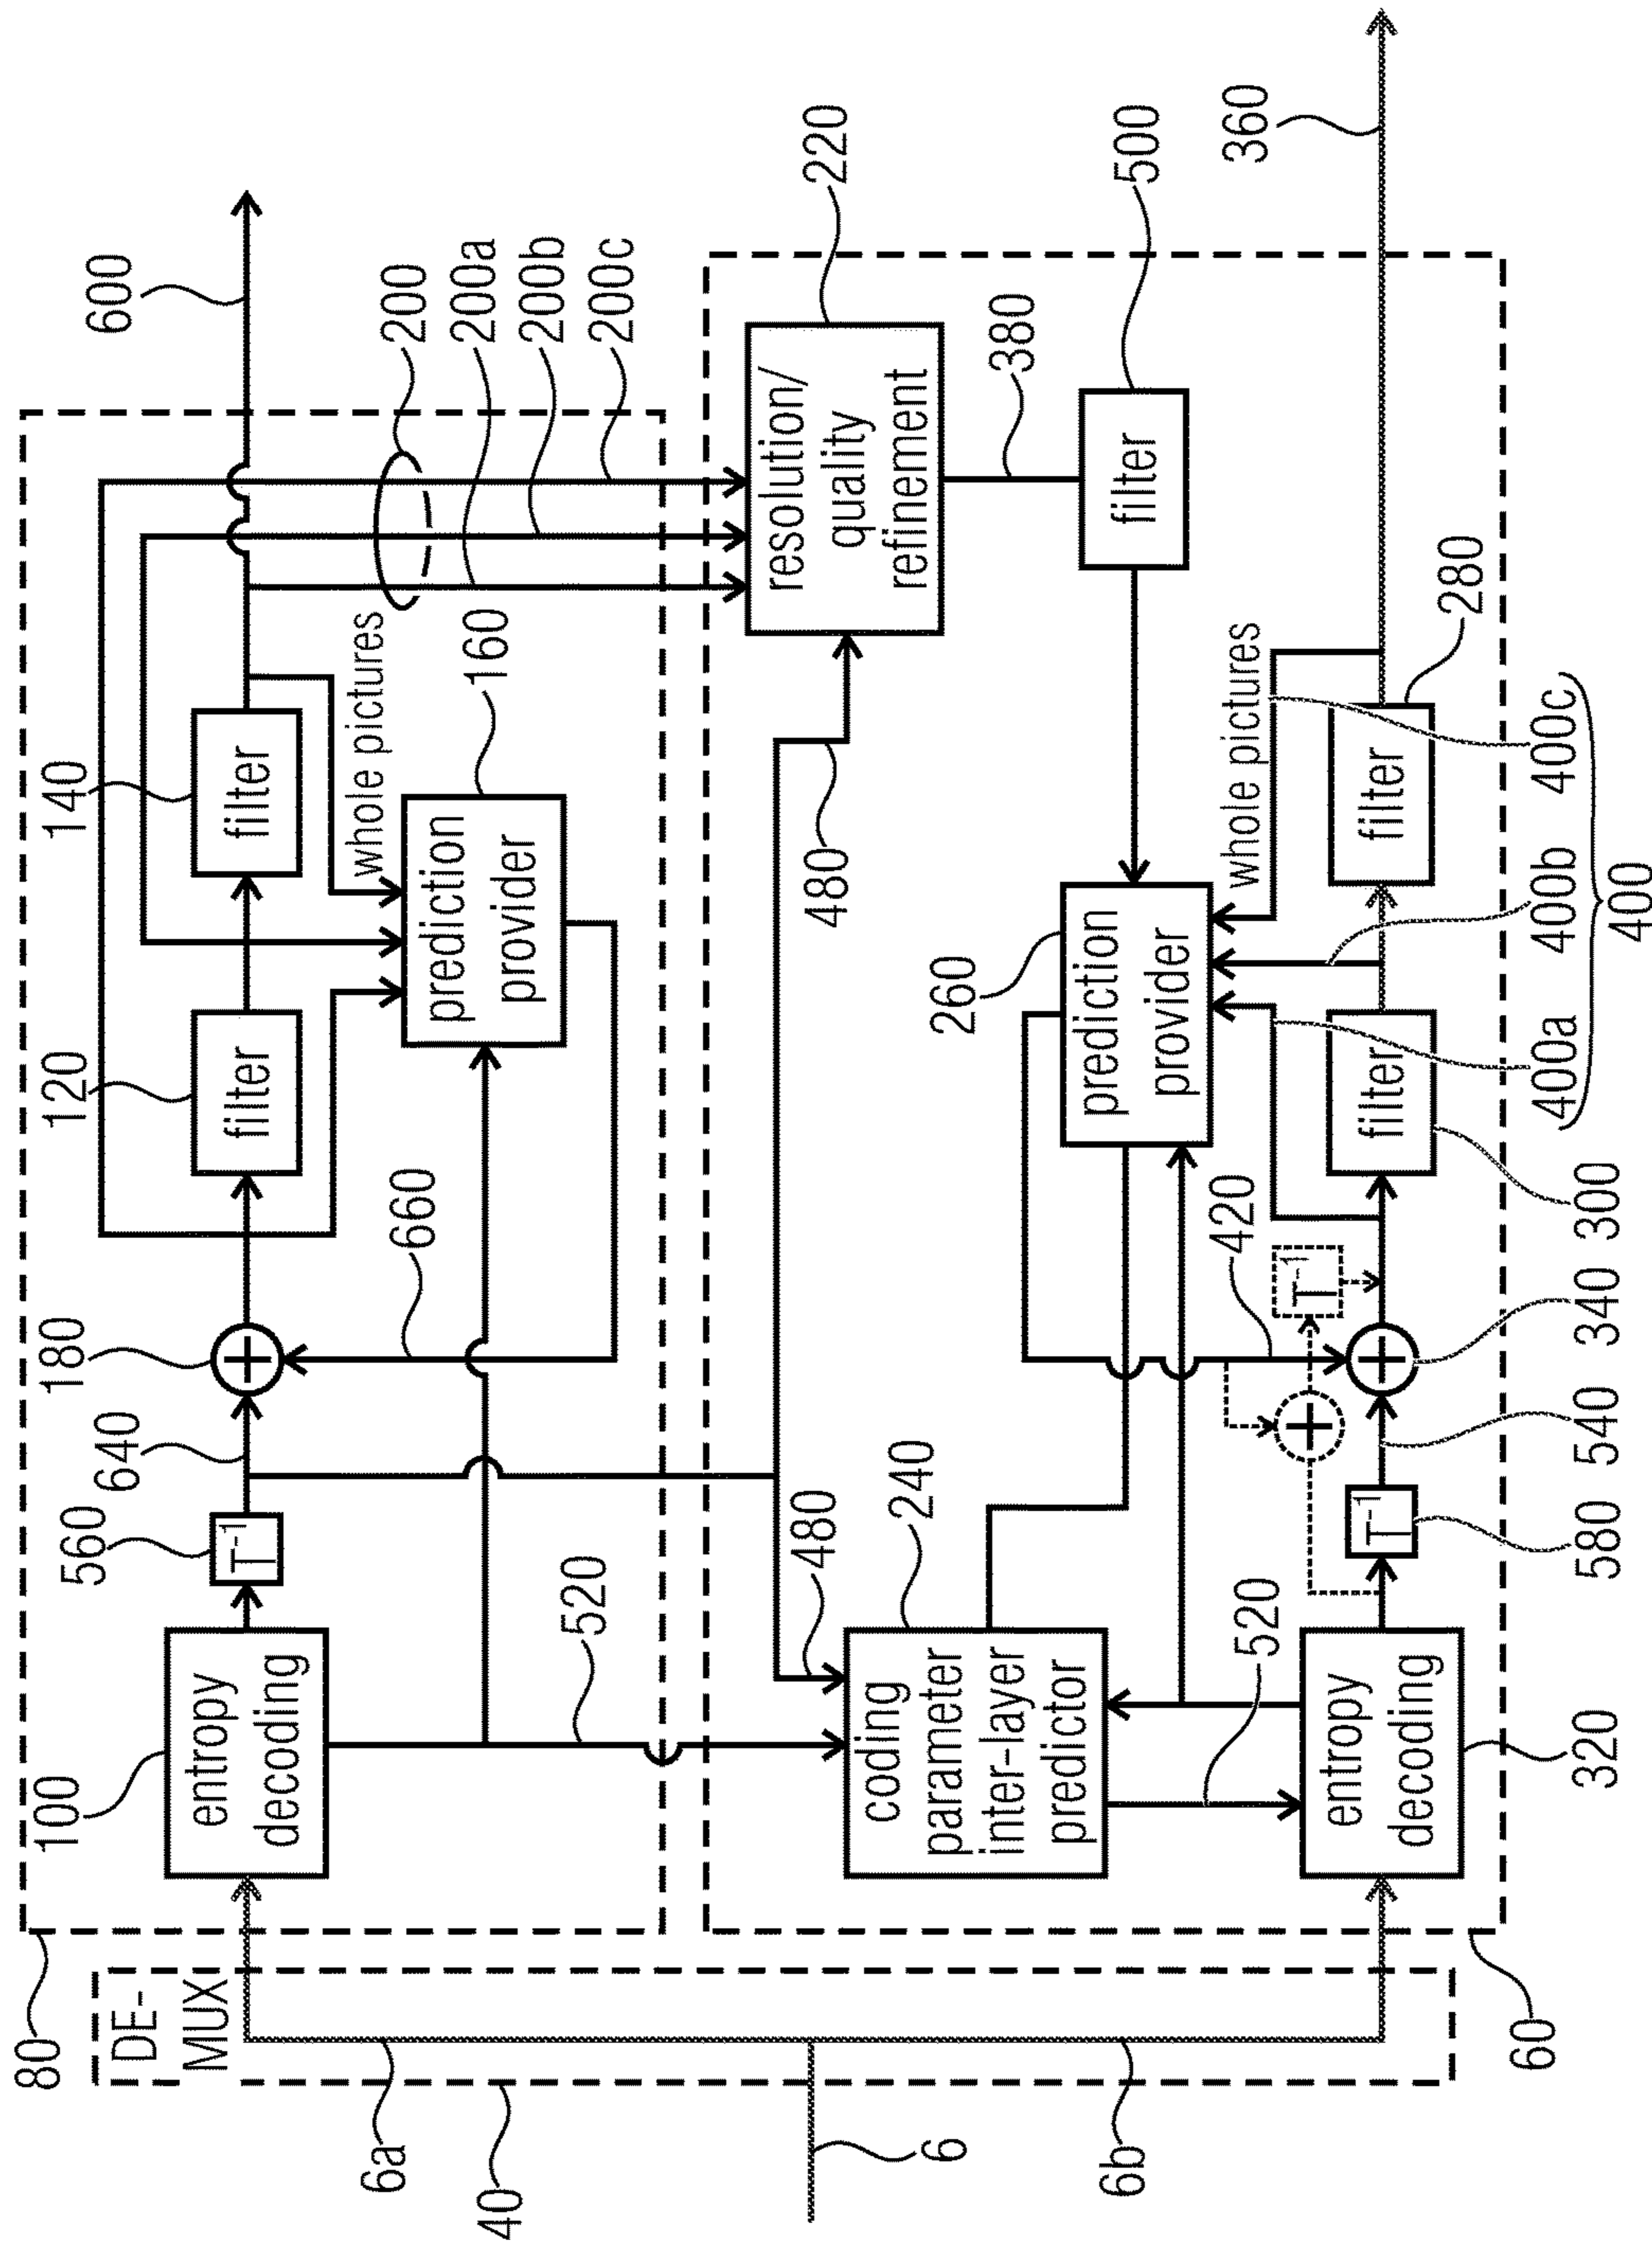 80
DE-
MUX
6a
40
6
6b
60
100
entropy
decoding
560
T⁻¹
640
180
+
120
filter
140
filter
600
660
whole pictures
160
prediction
provider
200
200a
200b
200c
520
480
240
coding
parameter
inter-layer
predictor
520
480
220
resolution/
quality
refinement
380
500
filter
260
prediction
provider
whole pictures
420
T⁻¹
+
320
entropy
decoding
580
T⁻¹
540
340
+
300
filter
280
filter
400a
400b
400c
400
360